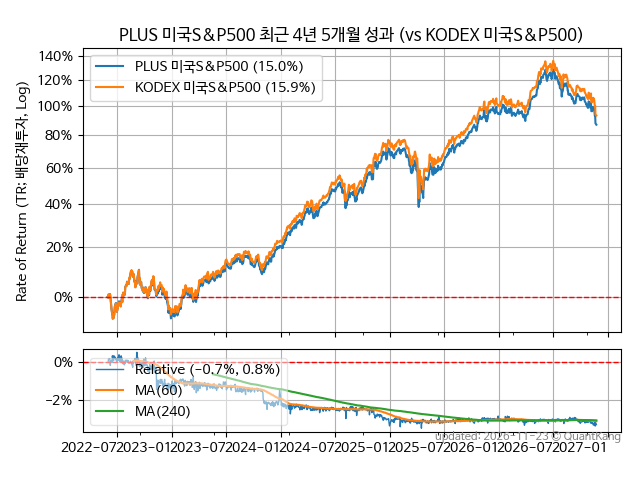 PLUS 미국S&P500 최근 4년 5개월 성과 (vs KODEX 미국S&P500)
140%
120%
100%
80%
60%
40%
20%
0%
Rate of Return (TR: 배당재투자, Log)
PLUS 미국S&P500 (15.0%)
KODEX 미국S&P500 (15.9%)
0%
−2%
Relative (−0.7%, 0.8%)
MA(60)
MA(240)
2022-07 2023-01 2023-07 2024-01 2024-07 2025-01 2025-07 2026-01 2026-07 2027-01
updated: 2026-11-23 © QuantKang